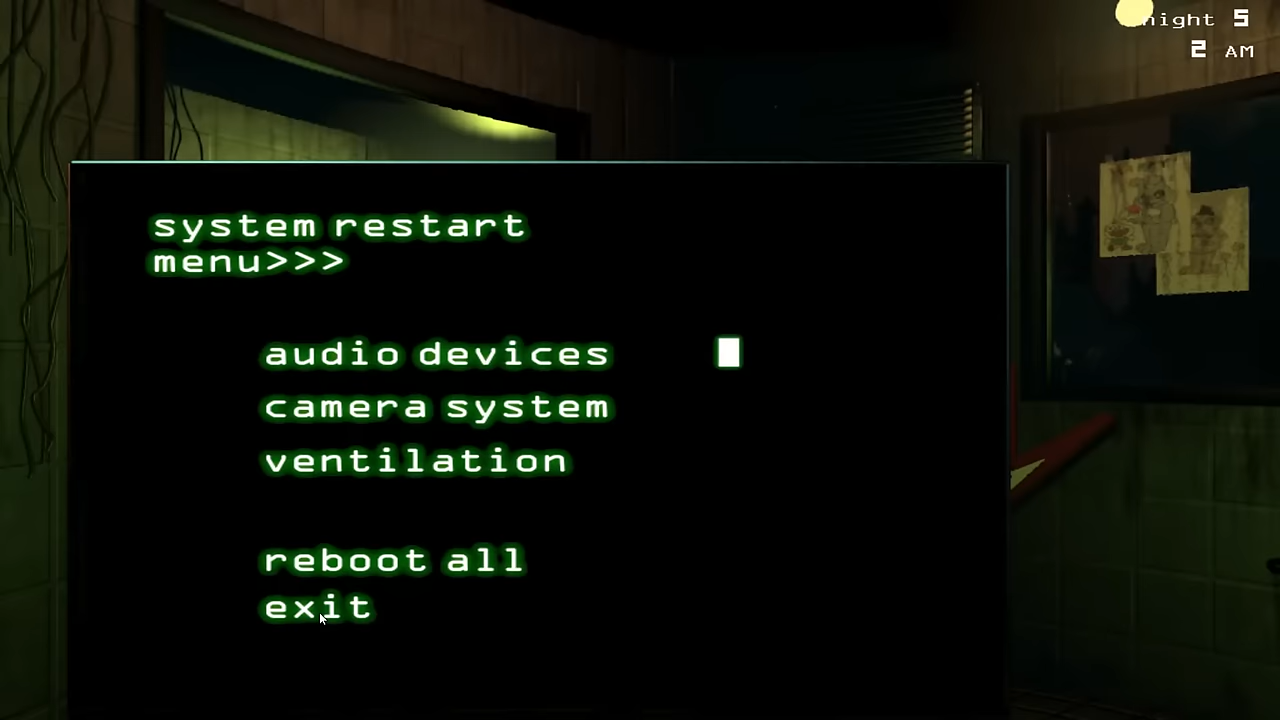 night 5
2 AM
system restart
menu>>>
audio devices
camera system
ventilation
reboot all
exit